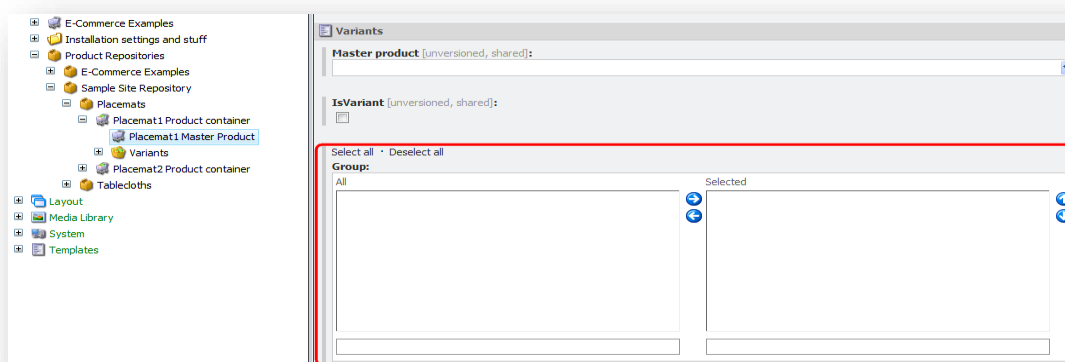 E-Commerce Examples
Installation settings and stuff
Product Repositories
E-Commerce Examples
Sample Site Repository
Placemats
Placemat1 Product container
Placemat1 Master Product
Variants
Placemat2 Product container
Tablecloths
Layout
Media Library
System
Templates
Variants
Master product [unversioned, shared]:
IsVariant [unversioned, shared]:
Select all · Deselect all
Group:
All Selected